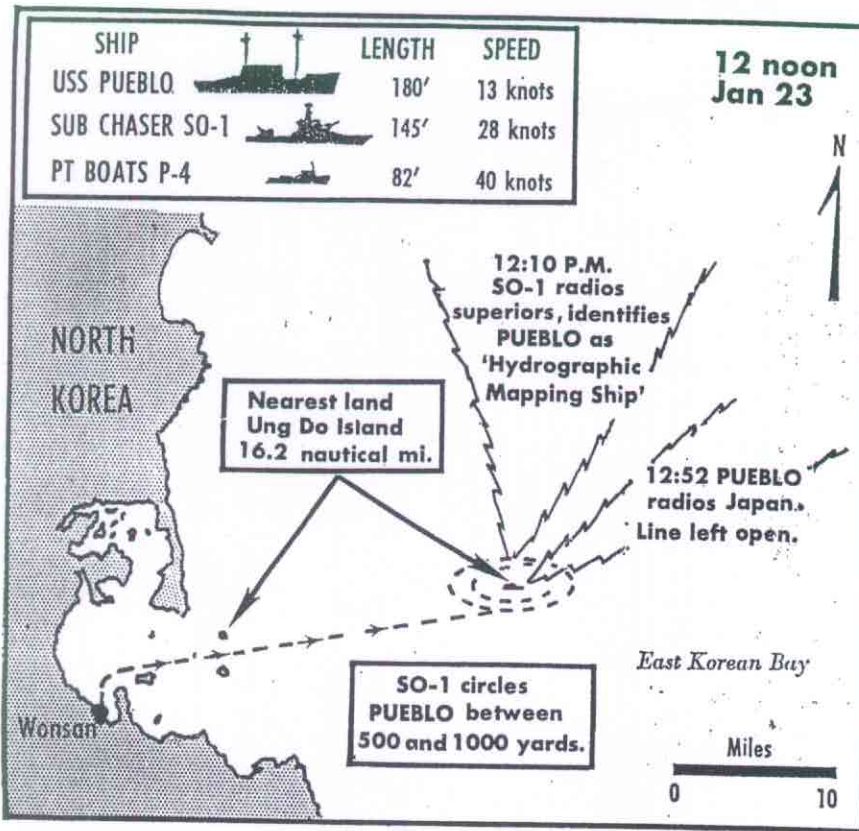 SHIP LENGTH SPEED
USS PUEBLO 180′ 13 knots
SUB CHASER SO-1 145′ 28 knots
PT BOATS P-4 82′ 40 knots
12 noon
Jan 23
N
12:10 P.M.
SO-1 radios
superiors, identifies
PUEBLO as
'Hydrographic
Mapping Ship'
NORTH
KOREA
Nearest land
Ung Do Island
16.2 nautical mi.
12:52 PUEBLO
radios Japan.
Line left open.
East Korean Bay
SO-1 circles
PUEBLO between
500 and 1000 yards.
Wonsan
Miles
0 10